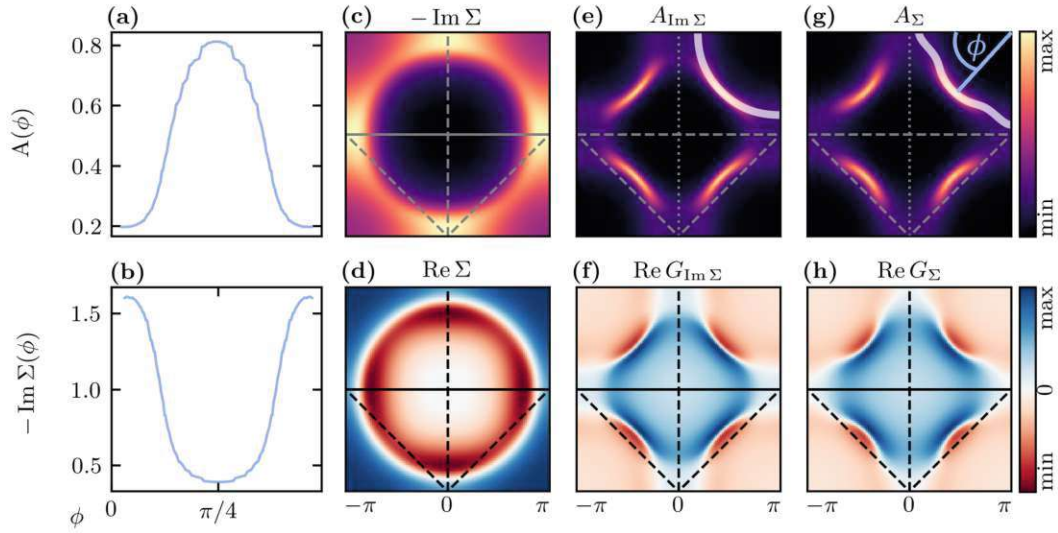 (a)
(c) − Im Σ
(e) A_{Im Σ}
(g) A_Σ
0.8
0.6
0.4
0.2
A(ϕ)
ϕ
max
min
(b)
(d) Re Σ
(f) Re G_{Im Σ}
(h) Re G_Σ
1.5
1.0
0.5
− Im Σ(ϕ)
max
0
min
ϕ 0 π/4
−π 0 π
−π 0 π
−π 0 π